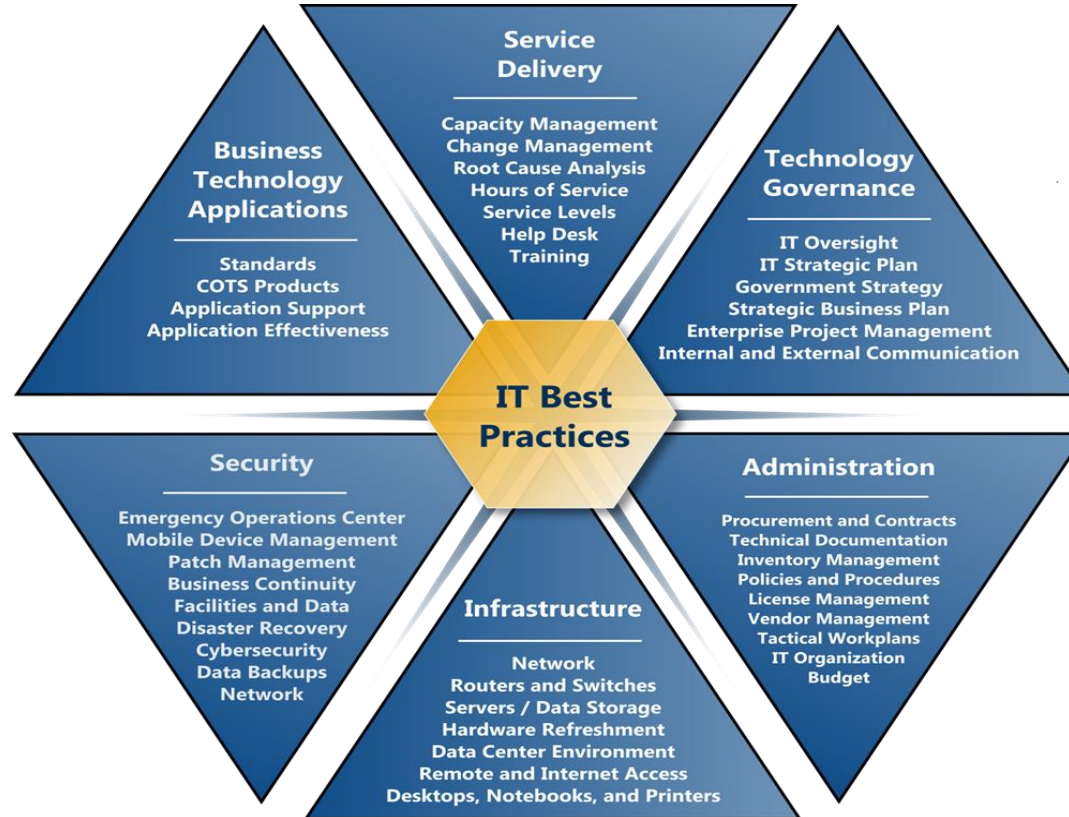 Service
Delivery
Capacity Management
Change Management
Root Cause Analysis
Hours of Service
Service Levels
Help Desk
Training
Business
Technology
Applications
Standards
COTS Products
Application Support
Application Effectiveness
Technology
Governance
IT Oversight
IT Strategic Plan
Government Strategy
Strategic Business Plan
Enterprise Project Management
Internal and External Communication
IT Best
Practices
Security
Emergency Operations Center
Mobile Device Management
Patch Management
Business Continuity
Facilities and Data
Disaster Recovery
Cybersecurity
Data Backups
Network
Infrastructure
Network
Routers and Switches
Servers / Data Storage
Hardware Refreshment
Data Center Environment
Remote and Internet Access
Desktops, Notebooks, and Printers
Administration
Procurement and Contracts
Technical Documentation
Inventory Management
Policies and Procedures
License Management
Vendor Management
Tactical Workplans
IT Organization
Budget